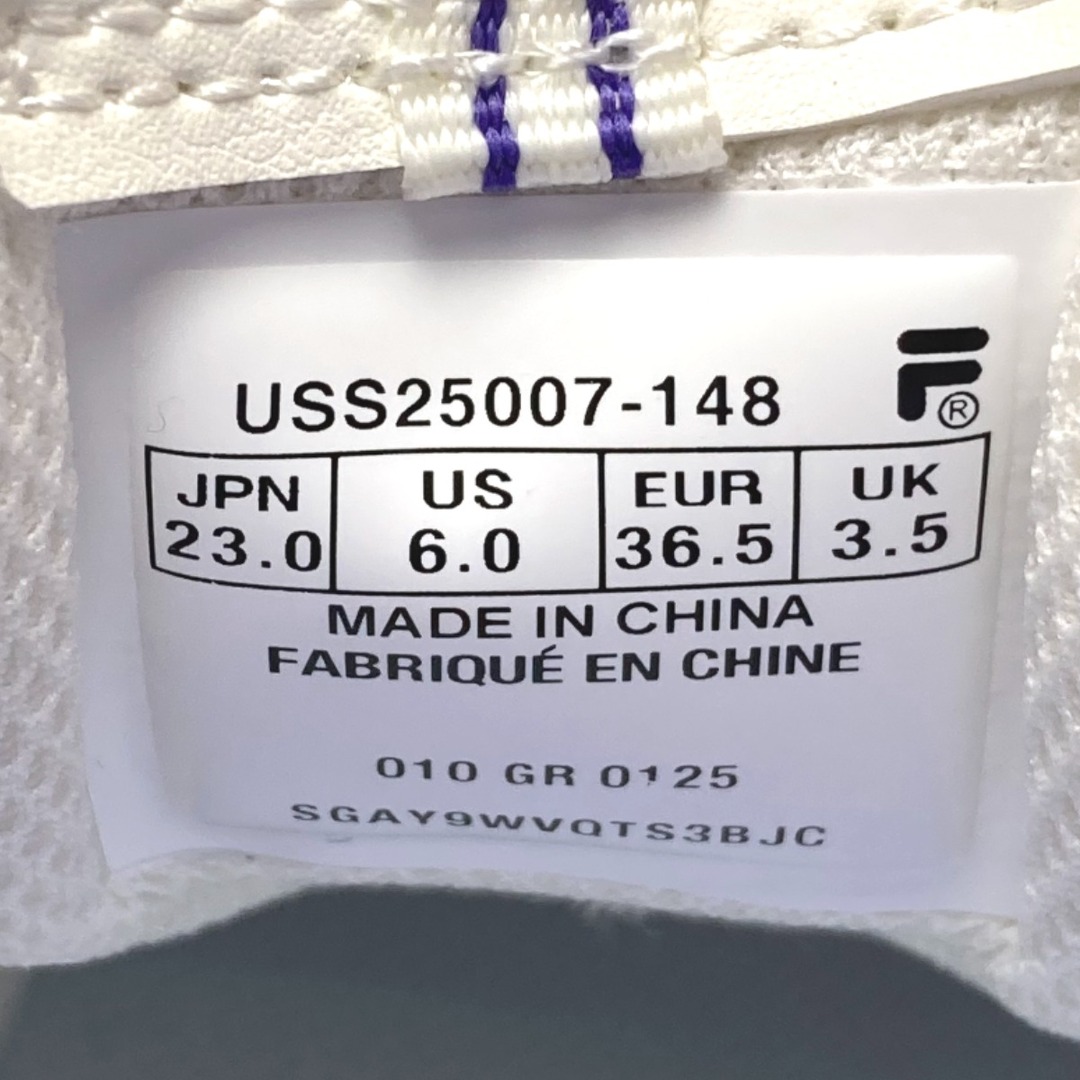 USS25007-148
F®
JPN US EUR UK
23.0 6.0 36.5 3.5
MADE IN CHINA
FABRIQUÉ EN CHINE
010 GR 0125
SGAY9WVQTS3BJC